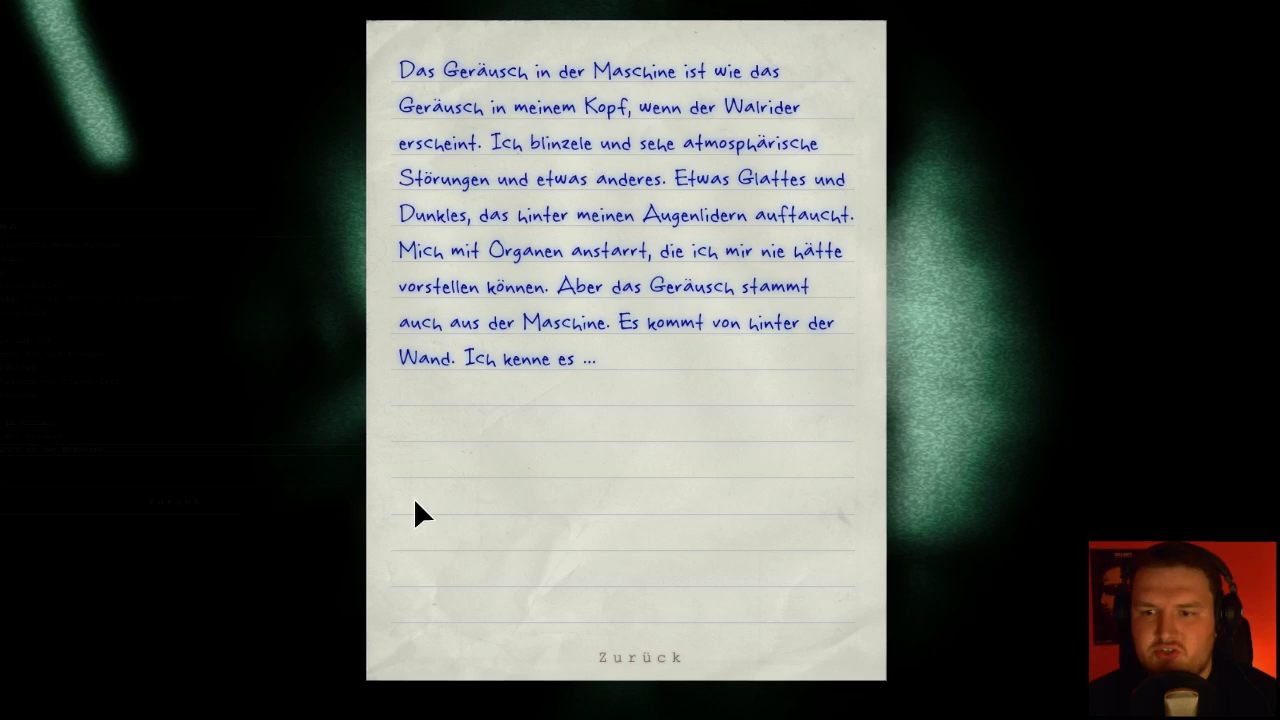 Das Geräusch in der Maschine ist wie das
Geräusch in meinem Kopf, wenn der Walrider
erscheint. Ich blinzele und sehe atmosphärische
Störungen und etwas anderes. Etwas Glattes und
Dunkles, das hinter meinen Augenlidern auftaucht.
Mich mit Organen anstarrt, die ich mir nie hätte
vorstellen können. Aber das Geräusch stammt
auch aus der Maschine. Es kommt von hinter der
Wand. Ich kenne es ...
Zurück